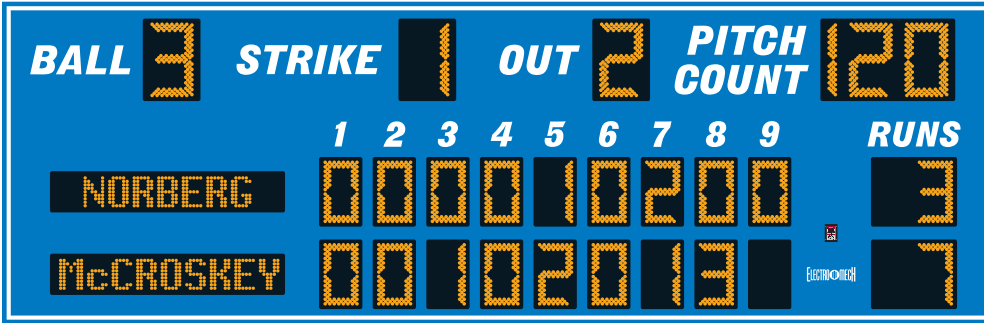 BALL 3 STRIKE 1 OUT 2 PITCH COUNT 120
1 2 3 4 5 6 7 8 9 RUNS
NORBERG 0 0 0 0 1 0 2 0 0 3
McCROSKEY 0 0 1 0 2 0 1 3 7
ELECTRO-MECH